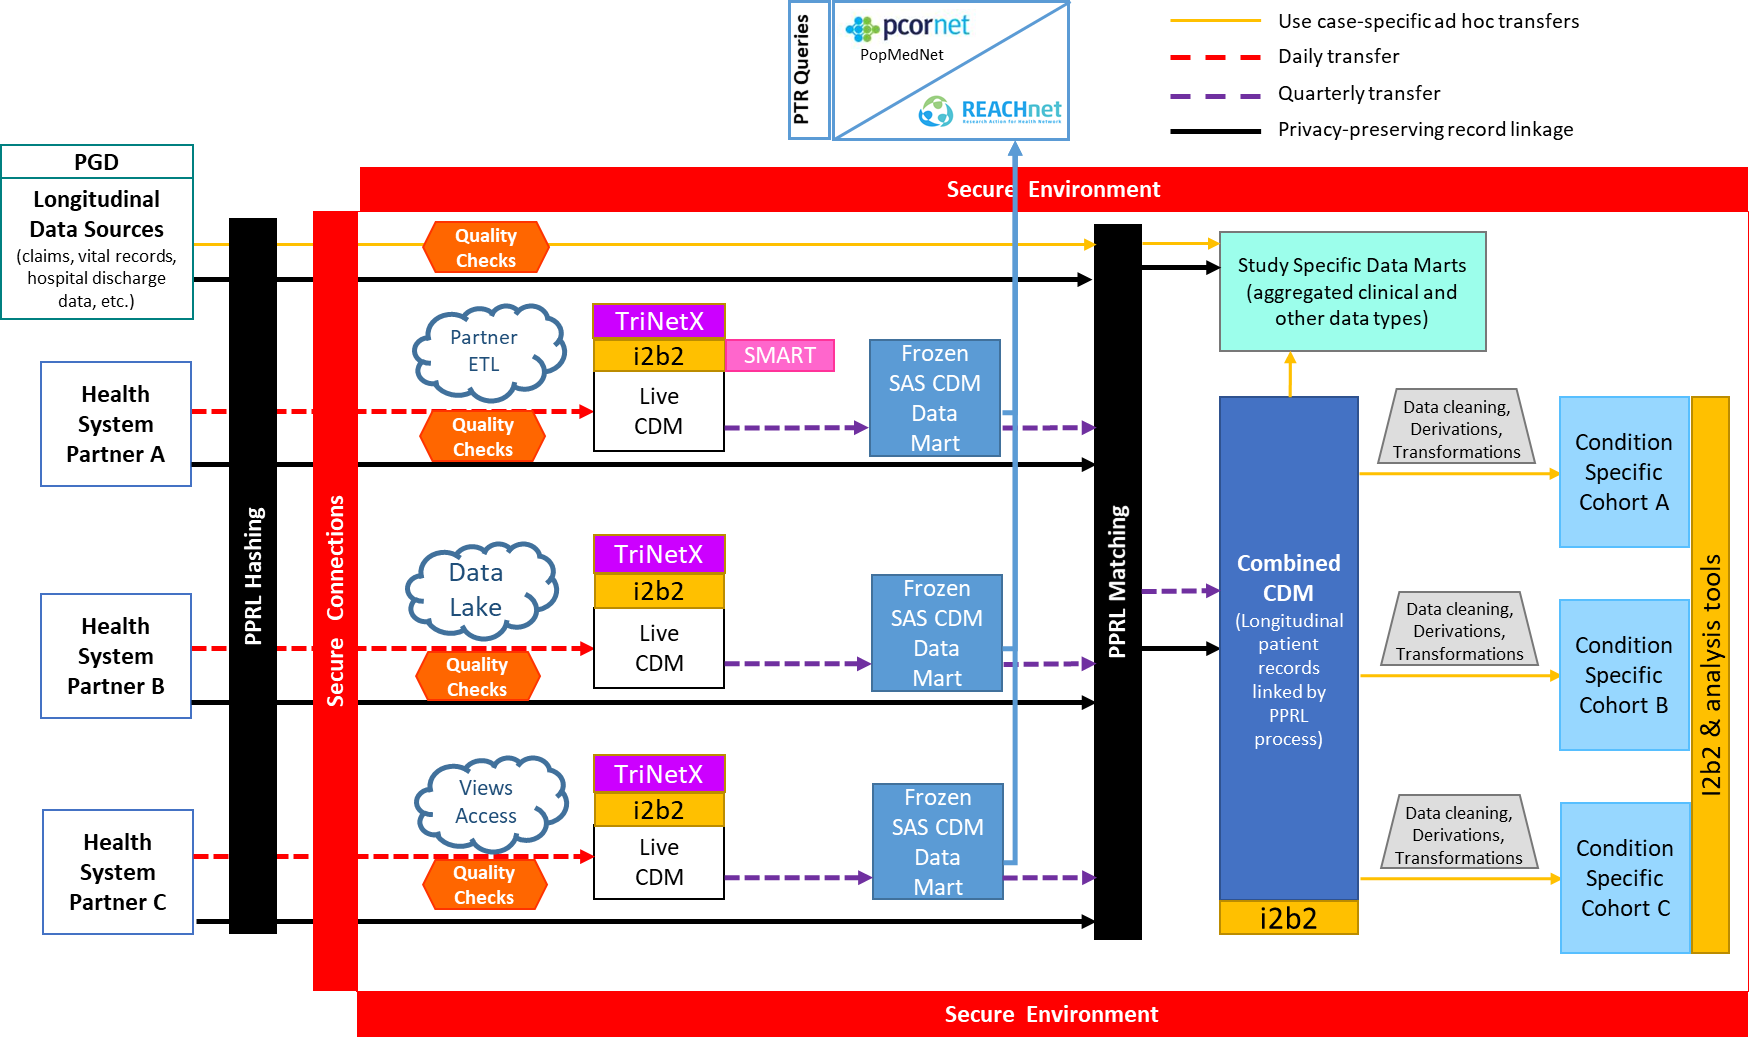 PTR Queries
pcornet
PopMedNet
REACHnet
Research Action for Health Network
Use case-specific ad hoc transfers
Daily transfer
Quarterly transfer
Privacy-preserving record linkage
PGD
Longitudinal
Data Sources
(claims, vital records,
hospital discharge
data, etc.)
Health
System
Partner A
Health
System
Partner B
Health
System
Partner C
PPRL Hashing
Secure Connections
Secure Environment
Quality
Checks
Partner
ETL
Quality
Checks
TriNetX
i2b2
SMART
Live
CDM
Frozen
SAS CDM
Data
Mart
Data
Lake
Quality
Checks
TriNetX
i2b2
Live
CDM
Frozen
SAS CDM
Data
Mart
Views
Access
Quality
Checks
TriNetX
i2b2
Live
CDM
Frozen
SAS CDM
Data
Mart
PPRL Matching
Study Specific Data Marts
(aggregated clinical and
other data types)
Combined
CDM
(Longitudinal
patient
records
linked by
PPRL
process)
i2b2
Data cleaning,
Derivations,
Transformations
Condition
Specific
Cohort A
Data cleaning,
Derivations,
Transformations
Condition
Specific
Cohort B
Data cleaning,
Derivations,
Transformations
Condition
Specific
Cohort C
I2b2 & analysis tools
Secure Environment